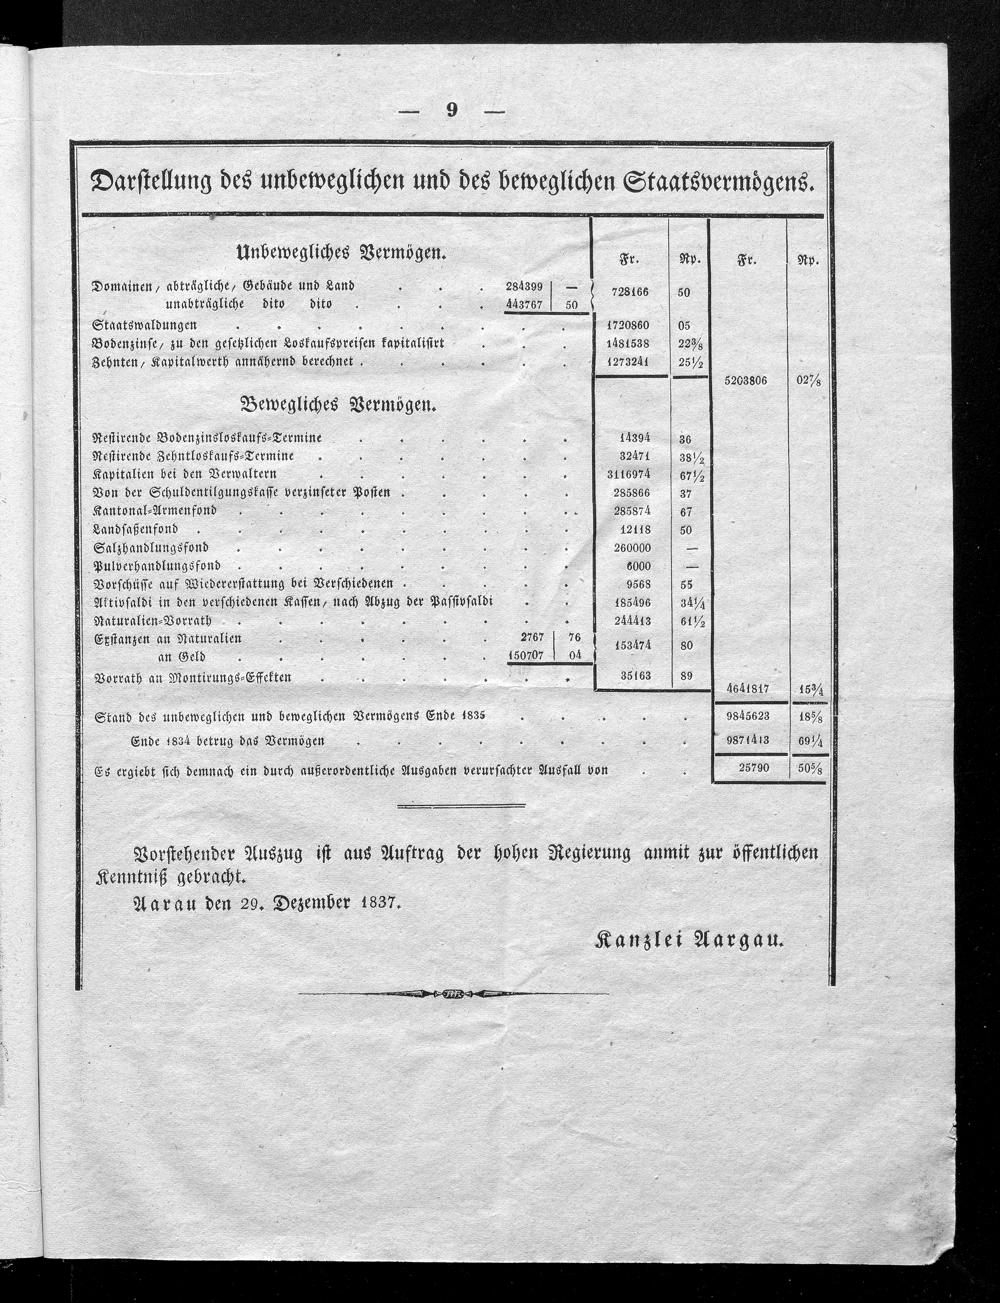 — 9 —
Darstellung des unbeweglichen und des beweglichen Staatsvermögens.
Unbewegliches Vermögen. Fr. Rp. Fr. Rp.
Domainen, abträgliche, Gebäude und Land . . . 284399 —
unabträgliche dito dito . . . . 443767 50 728166 50
Staatswaldungen . . . . . . . . . 1720860 05
Bodenzinse, zu den gesetzlichen Loskaufspreisen kapitalisirt . . . 1481538 22⅜
Zehnten, Kapitalwerth annähernd berechnet . . . . . . 1273241 25½
5203806 02⅞
Bewegliches Vermögen.
Restirende Bodenzinsloskaufs-Termine . . . . . . 14394 36
Restirende Zehntloskaufs-Termine . . . . . . . 32471 38½
Kapitalien bei den Verwaltern . . . . . . . 3116974 67½
Von der Schuldentilgungskasse verzinseter Posten . . . . . 285866 37
Kantonal-Armenfond . . . . . . . . . 285874 67
Landsaßenfond . . . . . . . . . . 12118 50
Salzhandlungsfond . . . . . . . . . 260000 —
Pulverhandlungsfond . . . . . . . . . 6000 —
Vorschüsse auf Wiedererstattung bei Verschiedenen . . . . . 9568 55
Aktivsaldi in den verschiedenen Kassen, nach Abzug der Passivsaldi . . 185496 34¼
Naturalien-Vorrath . . . . . . . . . . 244413 61½
Exstanzen an Naturalien . . . . . . 2767 76
an Geld . . . . . . . 150707 04 153474 80
Vorrath an Montirungs-Effekten . . . . . . . 35163 89
4641817 15¾
Stand des unbeweglichen und beweglichen Vermögens Ende 1835 . . . . . 9845623 18⅝
Ende 1834 betrug das Vermögen . . . . . . . . . 9871413 69¼
Es ergiebt sich demnach ein durch außerordentliche Ausgaben verursachter Ausfall von . . 25790 50⅝
Vorstehender Auszug ist aus Auftrag der hohen Regierung anmit zur öffentlichen
Kenntniß gebracht.
Aarau den 29. Dezember 1837.
Kanzlei Aargau.